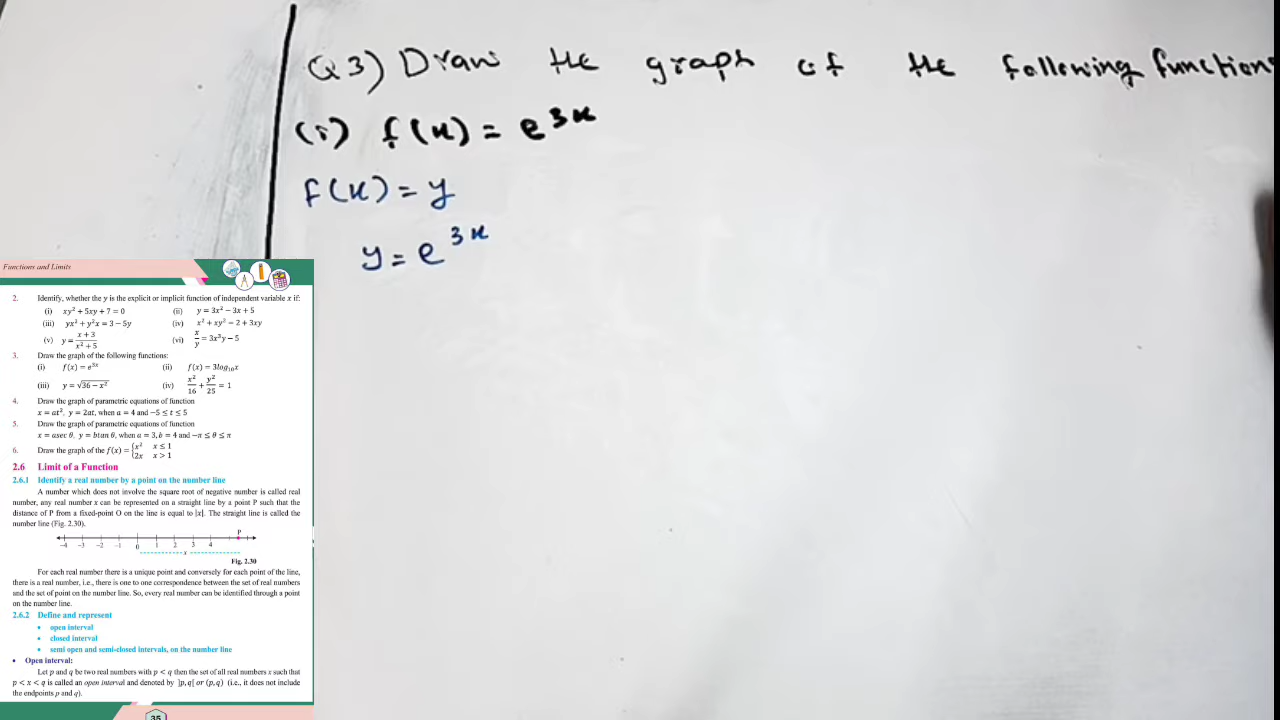 Q3) Draw the graph of the following functions
(i) f(x) = e^3x
f(x) = y
y = e^3x
Functions and Limits
2. Identify, whether the y is the explicit or implicit function of independent variable x if:
(i) xy² + 5xy + 7 = 0 (ii) y = 3x² − 3x + 5
(iii) yx² + y²x = 3 − 5y (iv) x² + xy² − 2 + 3xy
(v) y = (x + 3)/(x² + 5) (vi) x/y = 3x³y − 5
3. Draw the graph of the following functions:
(i) f(x) = e^3x (ii) f(x) = 3log₁₀x
(iii) y = √(36 − x²) (iv) x²/16 + y²/25 = 1
4. Draw the graph of parametric equations of function
x = at², y = 2at, when a = 4 and −5 ≤ t ≤ 5
5. Draw the graph of parametric equations of function
x = asec θ, y = btan θ, when a = 3, b = 4 and −π ≤ θ ≤ π
6. Draw the graph of the f(x) = {x² x ≤ 1
2x x > 1
2.6 Limit of a Function
2.6.1 Identify a real number by a point on the number line
A number which does not involve the square root of negative number is called real
number, any real number x can be represented on a straight line by a point P such that the
distance of P from a fixed-point O on the line is equal to |x|. The straight line is called the
number line (Fig. 2.30).
P
−4 −3 −2 −1 0 1 2 3 4
x
Fig. 2.30
For each real number there is a unique point and conversely for each point of the line,
there is a real number, i.e., there is one to one correspondence between the set of real numbers
and the set of point on the number line. So, every real number can be identified through a point
on the number line.
2.6.2 Define and represent
• open interval
• closed interval
• semi open and semi-closed intervals, on the number line
• Open interval:
Let p and q be two real numbers with p < q then the set of all real numbers x such that
p < x < q is called an open interval and denoted by ]p, q[ or (p, q) (i.e., it does not include
the endpoints p and q).
35